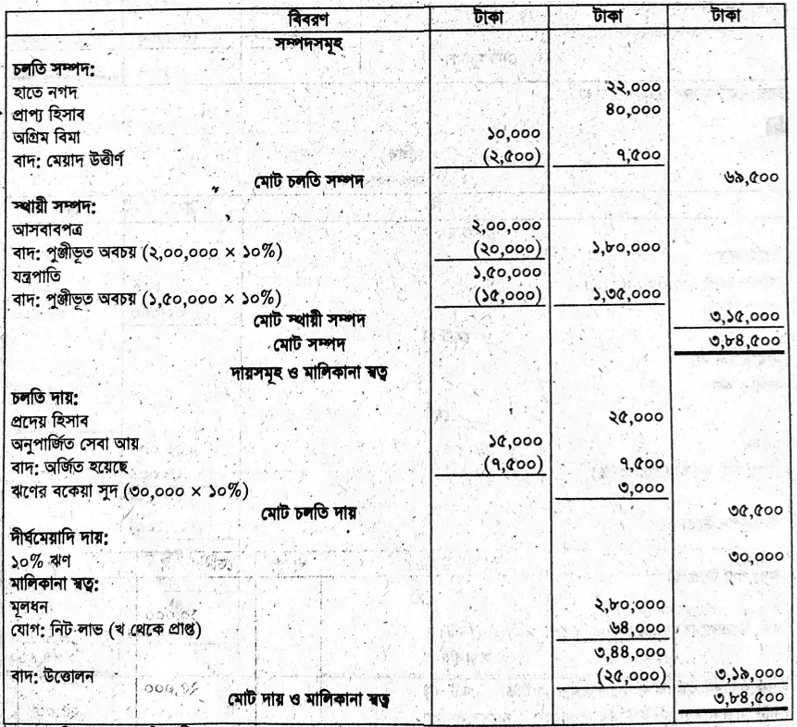 বিবরণ টাকা টাকা টাকা
সম্পদসমূহ
চলতি সম্পদ:
হাতে নগদ ২২,০০০
প্রাপ্য হিসাব ৪০,০০০
অগ্রিম বিমা ১০,০০০
বাদ: মেয়াদ উত্তীর্ণ (২,৫০০) ৭,৫০০
মোট চলতি সম্পদ ৬৯,৫০০
স্থায়ী সম্পদ:
আসবাবপত্র ২,০০,০০০
বাদ: পুঞ্জীভূত অবচয় (২,০০,০০০ × ১০%) (২০,০০০) ১,৮০,০০০
যন্ত্রপাতি ১,৫০,০০০
বাদ: পুঞ্জীভূত অবচয় (১,৫০,০০০ × ১০%) (১৫,০০০) ১,৩৫,০০০
মোট স্থায়ী সম্পদ ৩,১৫,০০০
মোট সম্পদ ৩,৮৪,৫০০
দায়সমূহ ও মালিকানা স্বত্ব
চলতি দায়:
প্রদেয় হিসাব ২৫,০০০
অনুপার্জিত সেবা আয় ১৫,০০০
বাদ: অর্জিত হয়েছে (৭,৫০০) ৭,৫০০
ঋণের বকেয়া সুদ (৩০,০০০ × ১০%) ৩,০০০
মোট চলতি দায় ৩৫,৫০০
দীর্ঘমেয়াদি দায়:
১০% ঋণ ৩০,০০০
মালিকানা স্বত্ব:
মূলধন ২,৮০,০০০
যোগ: নিট লাভ (খ থেকে প্রাপ্ত) ৬৪,০০০
৩,৪৪,০০০
বাদ: উত্তোলন (২৫,০০০) ৩,১৯,০০০
মোট দায় ও মালিকানা স্বত্ব ৩,৮৪,৫০০